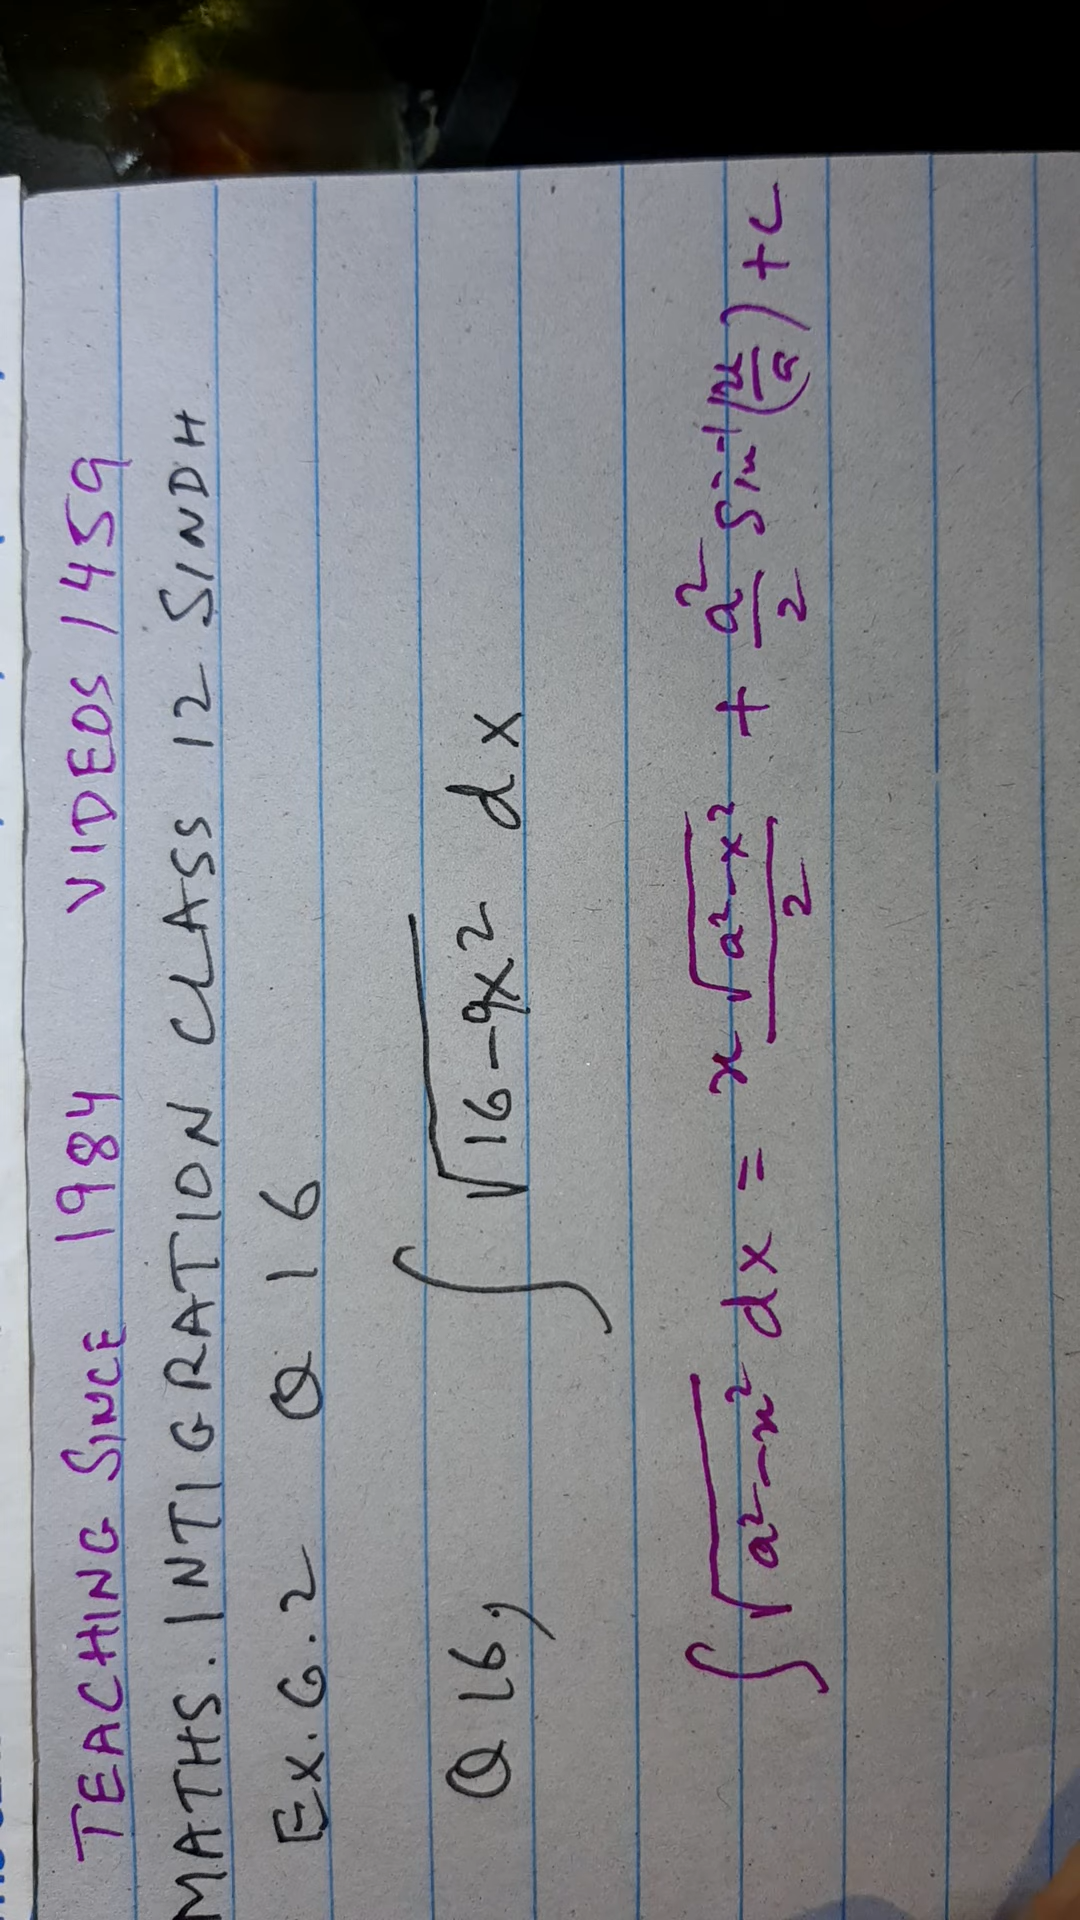 TEACHING SINCE 1984 VIDEOS 1459
MATHS. INTIGRATION CLASS 12 SINDH
EX. 6.2 Q 16
Q 16, ∫√(16-9x2) dx
∫√(a²-x²) dx = x√(a²-x²)/2 + a²/2 sin⁻¹(x/a) + c